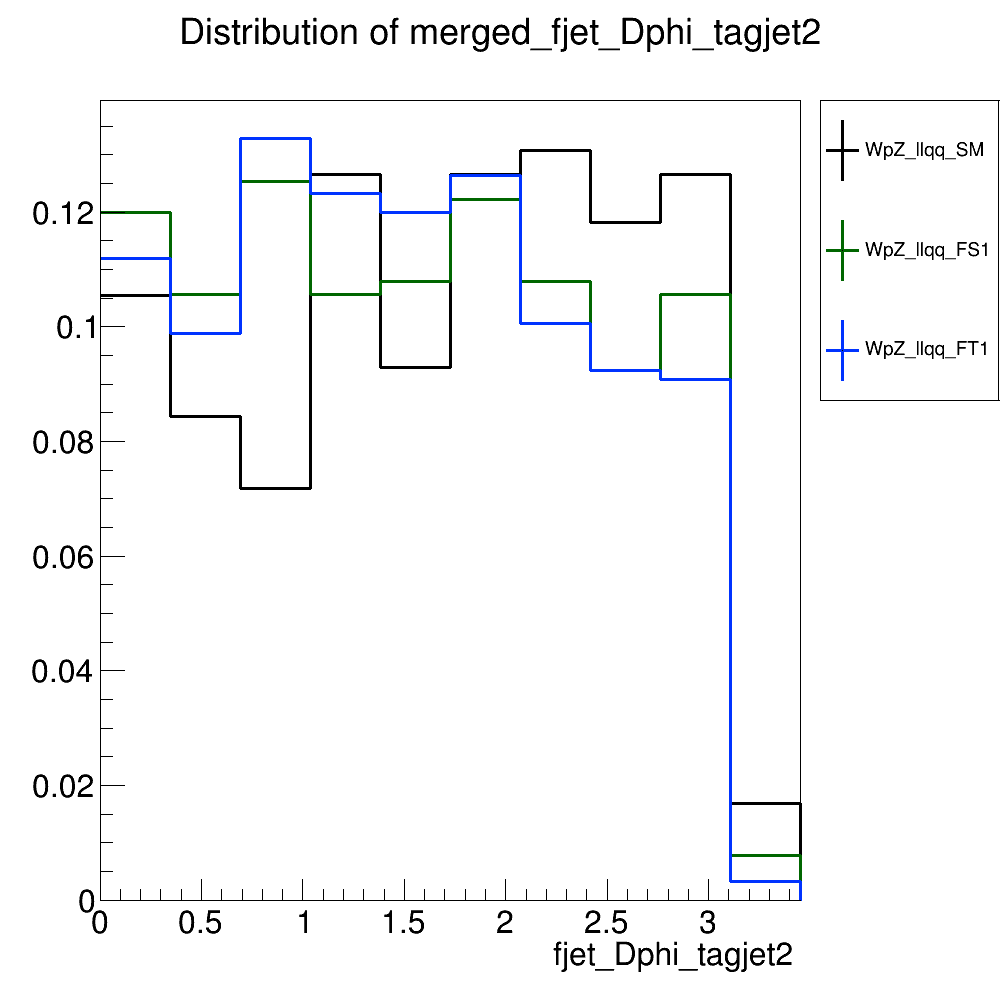 Distribution of merged_fjet_Dphi_tagjet2
WpZ_llqq_SM
WpZ_llqq_FS1
WpZ_llqq_FT1
0.12
0.1
0.08
0.06
0.04
0.02
0
0 0.5 1 1.5 2 2.5 3
fjet_Dphi_tagjet2